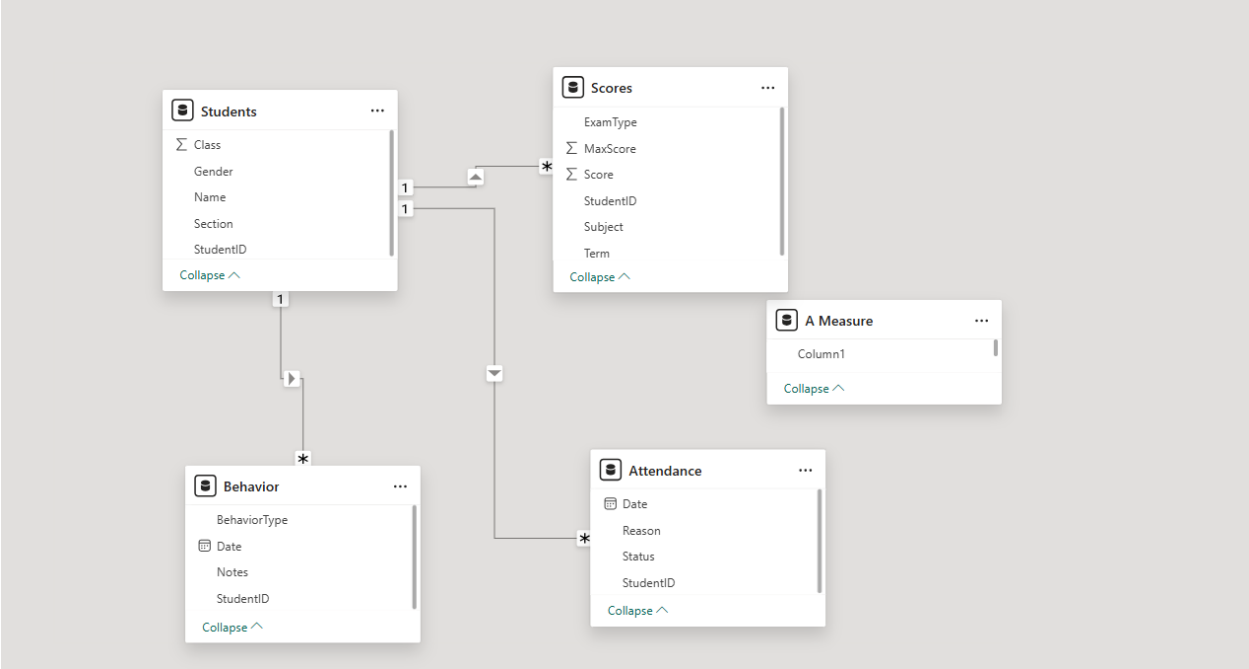 Students
Class
Gender
Name
Section
StudentID
Collapse
1
1
1
*
Scores
ExamType
MaxScore
Score
StudentID
Subject
Term
Collapse
A Measure
Column1
Collapse
*
Behavior
BehaviorType
Date
Notes
StudentID
Collapse
*
Attendance
Date
Reason
Status
StudentID
Collapse